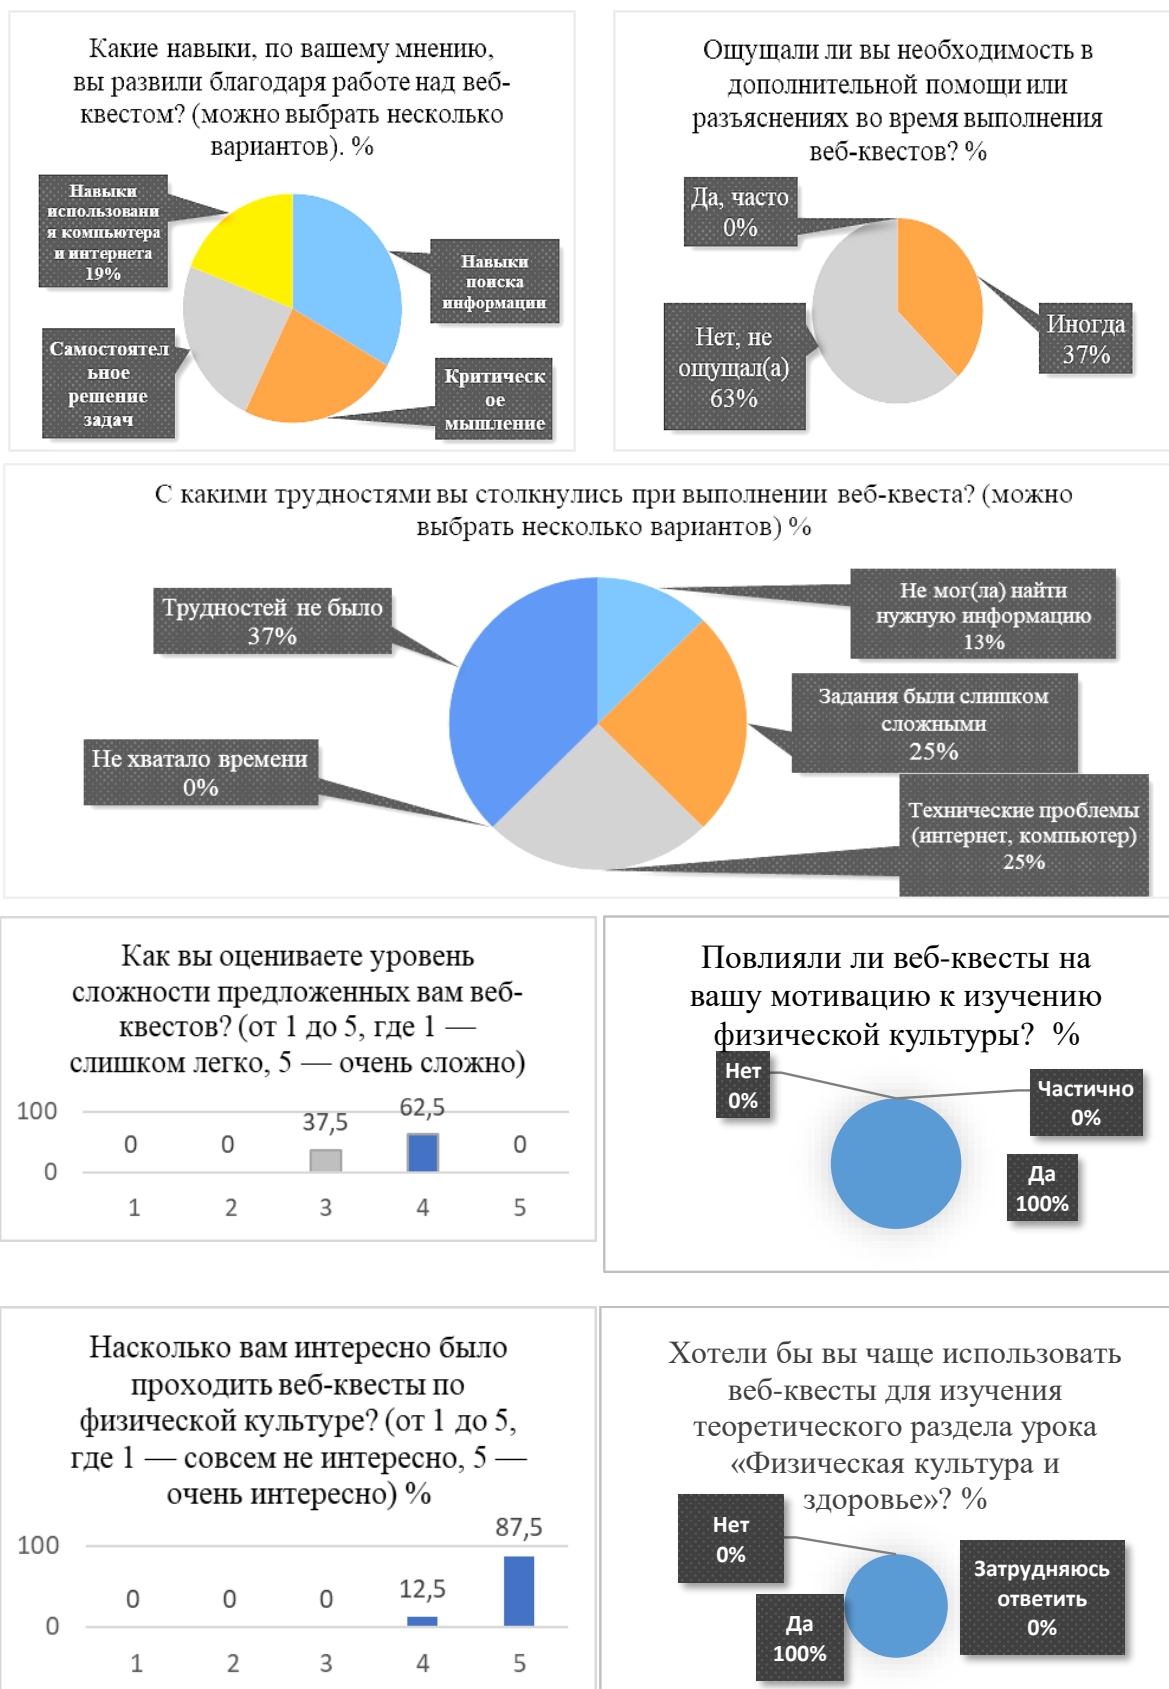 Какие навыки, по вашему мнению,
вы развили благодаря работе над веб-
квестом? (можно выбрать несколько
вариантов). %
Навыки
использовани
я компьютера
и интернета
19%
Навыки
поиска
информации
Самостоятел
ьное
решение
задач
Критическ
ое
мышление
Ощущали ли вы необходимость в
дополнительной помощи или
разъяснениях во время выполнения
веб-квестов? %
Да, часто
0%
Нет, не
ощущал(а)
63%
Иногда
37%
С какими трудностями вы столкнулись при выполнении веб-квеста? (можно
выбрать несколько вариантов) %
Трудностей не было
37%
Не мог(ла) найти
нужную информацию
13%
Задания были слишком
сложными
25%
Не хватало времени
0%
Технические проблемы
(интернет, компьютер)
25%
Как вы оцениваете уровень
сложности предложенных вам веб-
квестов? (от 1 до 5, где 1 —
слишком легко, 5 — очень сложно)
100
0
0
0
37,5
62,5
0
1
2
3
4
5
Повлияли ли веб-квесты на
вашу мотивацию к изучению
физической культуры? %
Нет
0%
Частично
0%
Да
100%
Насколько вам интересно было
проходить веб-квесты по
физической культуре? (от 1 до 5,
где 1 — совсем не интересно, 5 —
очень интересно) %
100
0
0
0
0
12,5
87,5
1
2
3
4
5
Хотели бы вы чаще использовать
веб-квесты для изучения
теоретического раздела урока
«Физическая культура и
здоровье»? %
Нет
0%
Затрудняюсь
ответить
0%
Да
100%